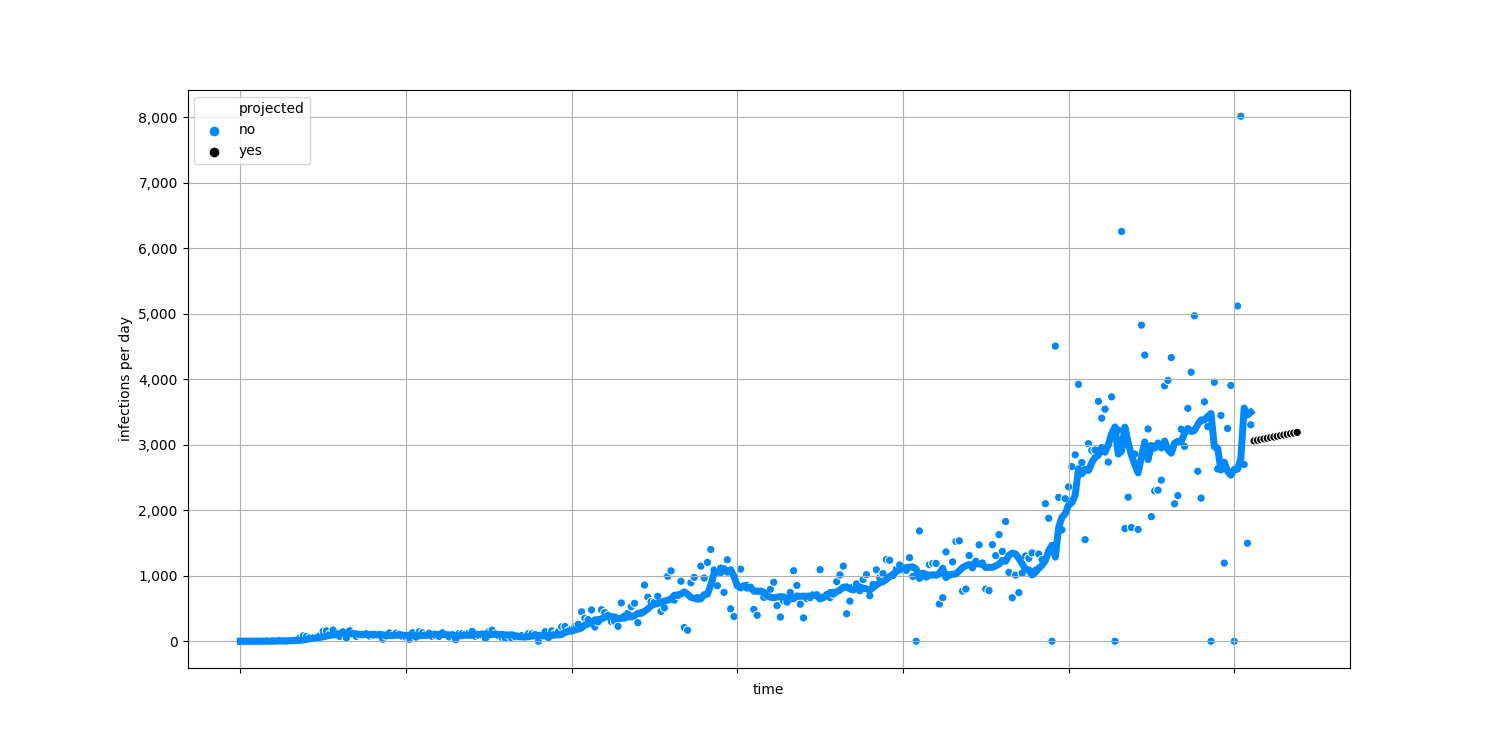 projected
no
yes
8,000
7,000
6,000
5,000
4,000
3,000
2,000
1,000
0
infections per day
time